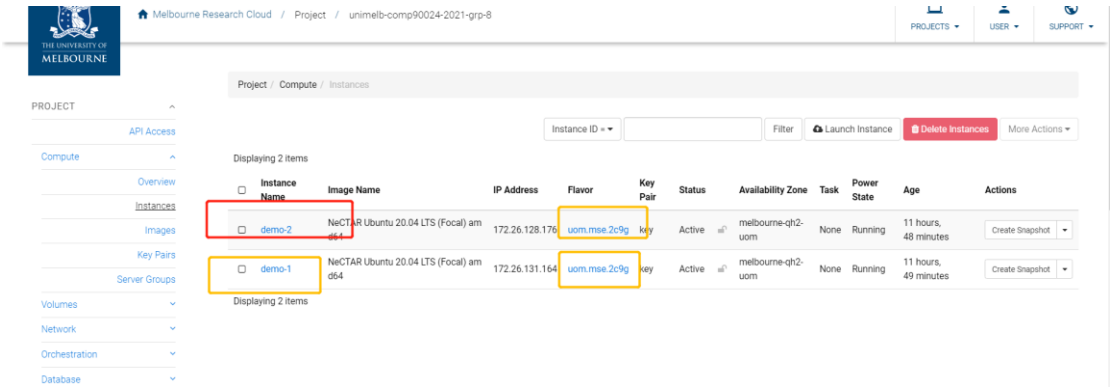 THE UNIVERSITY OF
MELBOURNE
Melbourne Research Cloud / Project / unimelb-comp90024-2021-grp-8
PROJECTS
USER
SUPPORT
Project / Compute / Instances
PROJECT
API Access
Compute
Overview
Instances
Images
Key Pairs
Server Groups
Volumes
Network
Orchestration
Database
Instance ID =
Filter
Launch Instance
Delete Instances
More Actions
Displaying 2 items
Instance Name Image Name IP Address Flavor Key Pair Status Availability Zone Task Power State Age Actions
demo-2 NeCTAR Ubuntu 20.04 LTS (Focal) amd64 172.26.128.176 uom.mse.2c9g key Active melbourne-qh2-uom None Running 11 hours, 48 minutes Create Snapshot
demo-1 NeCTAR Ubuntu 20.04 LTS (Focal) amd64 172.26.131.164 uom.mse.2c9g key Active melbourne-qh2-uom None Running 11 hours, 49 minutes Create Snapshot
Displaying 2 items